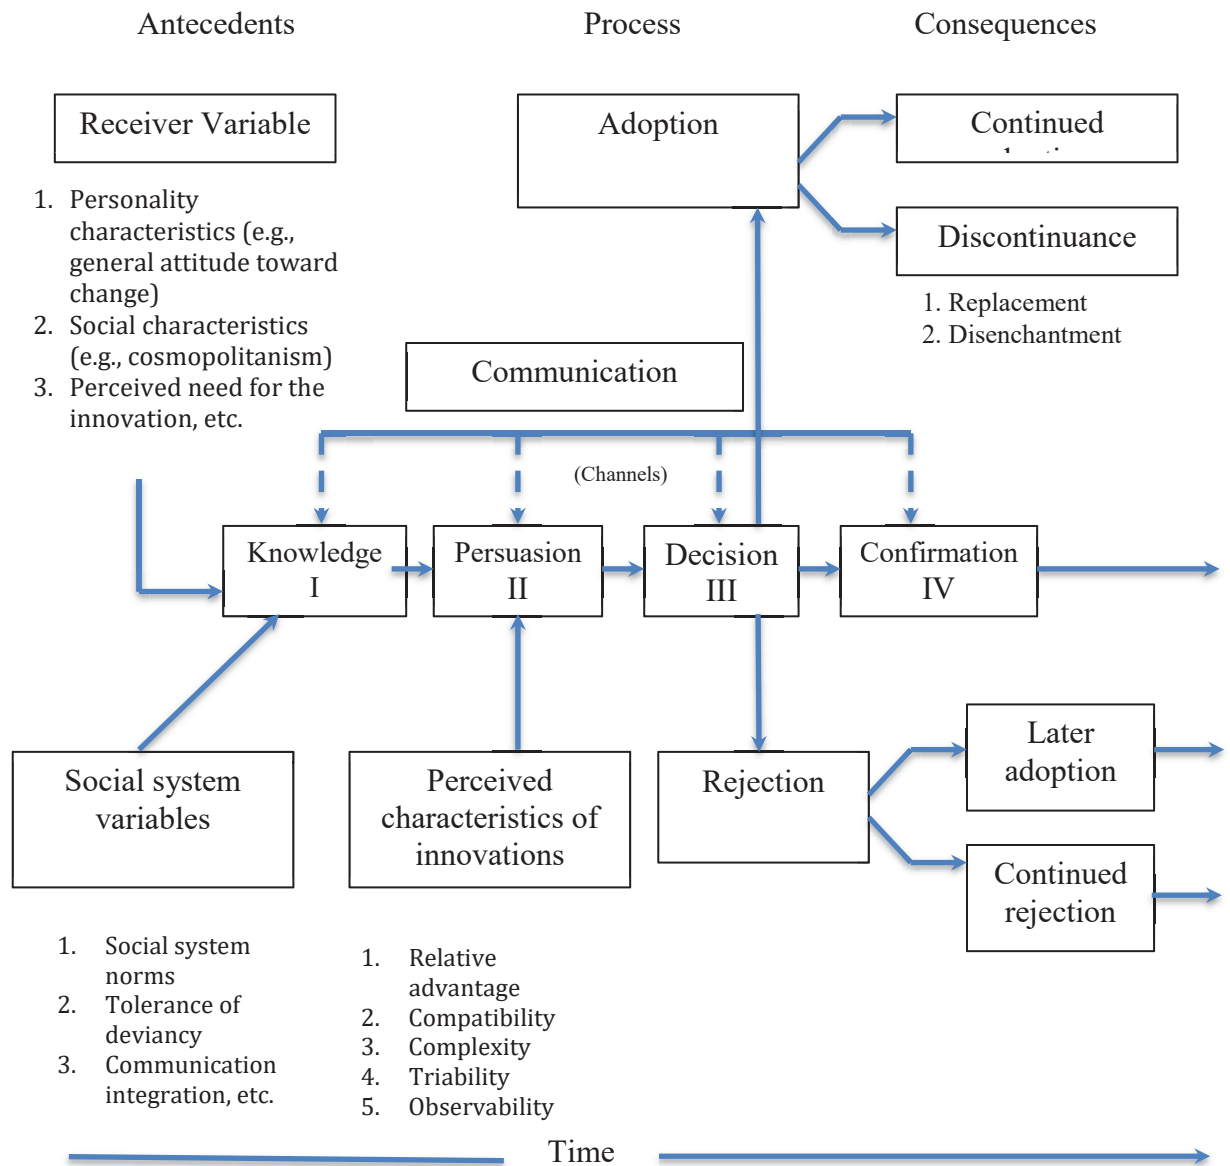 Antecedents
Process
Consequences
Receiver Variable
1. Personality
characteristics (e.g.,
general attitude toward
change)
2. Social characteristics
(e.g., cosmopolitanism)
3. Perceived need for the
innovation, etc.
Adoption
Continued
Discontinuance
1. Replacement
2. Disenchantment
Communication
(Channels)
Knowledge
I
Persuasion
II
Decision
III
Confirmation
IV
Social system
variables
Perceived
characteristics of
innovations
Rejection
Later
adoption
Continued
rejection
1. Social system
norms
2. Tolerance of
deviancy
3. Communication
integration, etc.
1. Relative
advantage
2. Compatibility
3. Complexity
4. Triability
5. Observability
Time